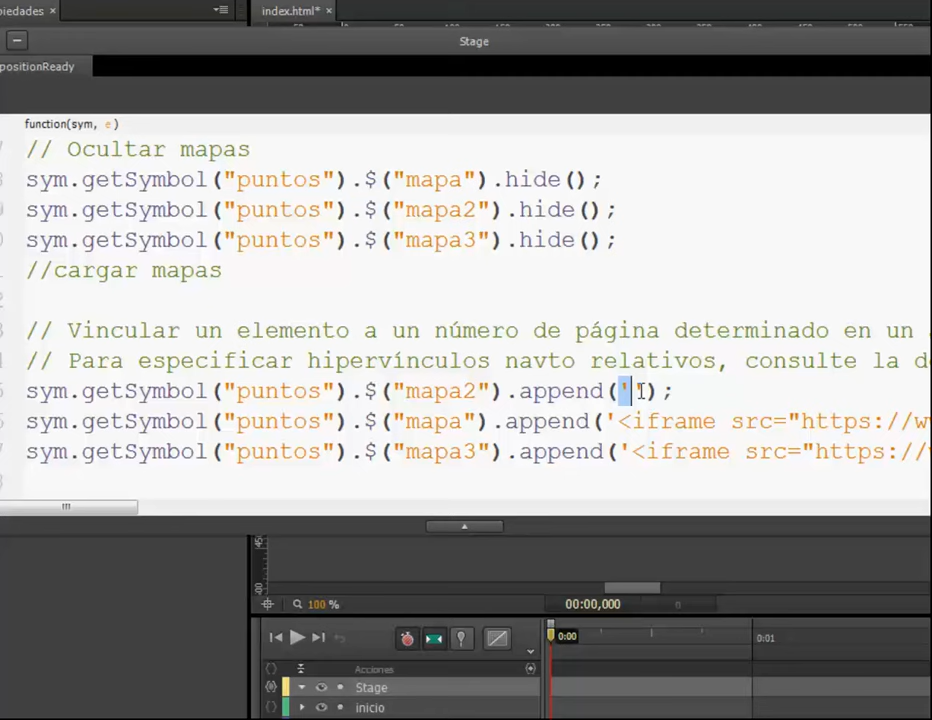 piedades ×
index.html* ×
Stage
positionReady
function(sym, e )
// Ocultar mapas
sym.getSymbol("puntos").$("mapa").hide();
sym.getSymbol("puntos").$("mapa2").hide();
sym.getSymbol("puntos").$("mapa3").hide();
//cargar mapas
// Vincular un elemento a un número de página determinado en un
// Para especificar hipervínculos navto relativos, consulte la
sym.getSymbol("puntos").$("mapa2").append('');
sym.getSymbol("puntos").$("mapa").append('<iframe src="https://w
sym.getSymbol("puntos").$("mapa3").append('<iframe src="https://
100 %
00:00,000
0
0:00
0:01
Acciones
Stage
inicio